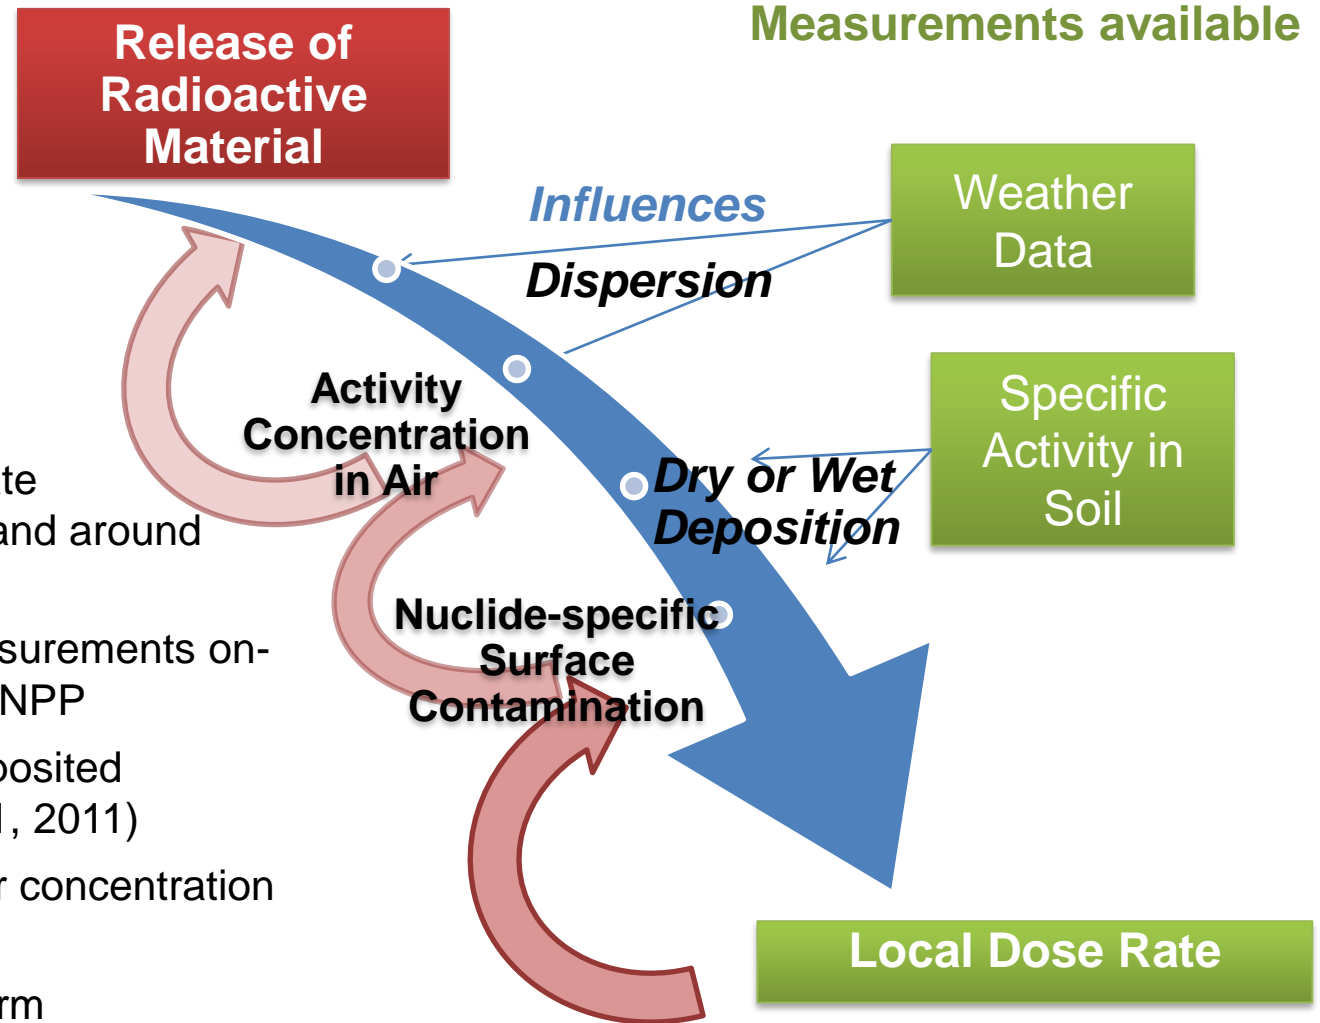 Measurements available
Release of
Radioactive
Material
Weather
Data
Influences
Dispersion
Activity
Concentration
in Air
Specific
Activity in
Soil
Dry or Wet
Deposition
Nuclide-specific
Surface
Contamination
Local Dose Rate
and around
surements on-
NPP
posited
, 2011)
r concentration
rm